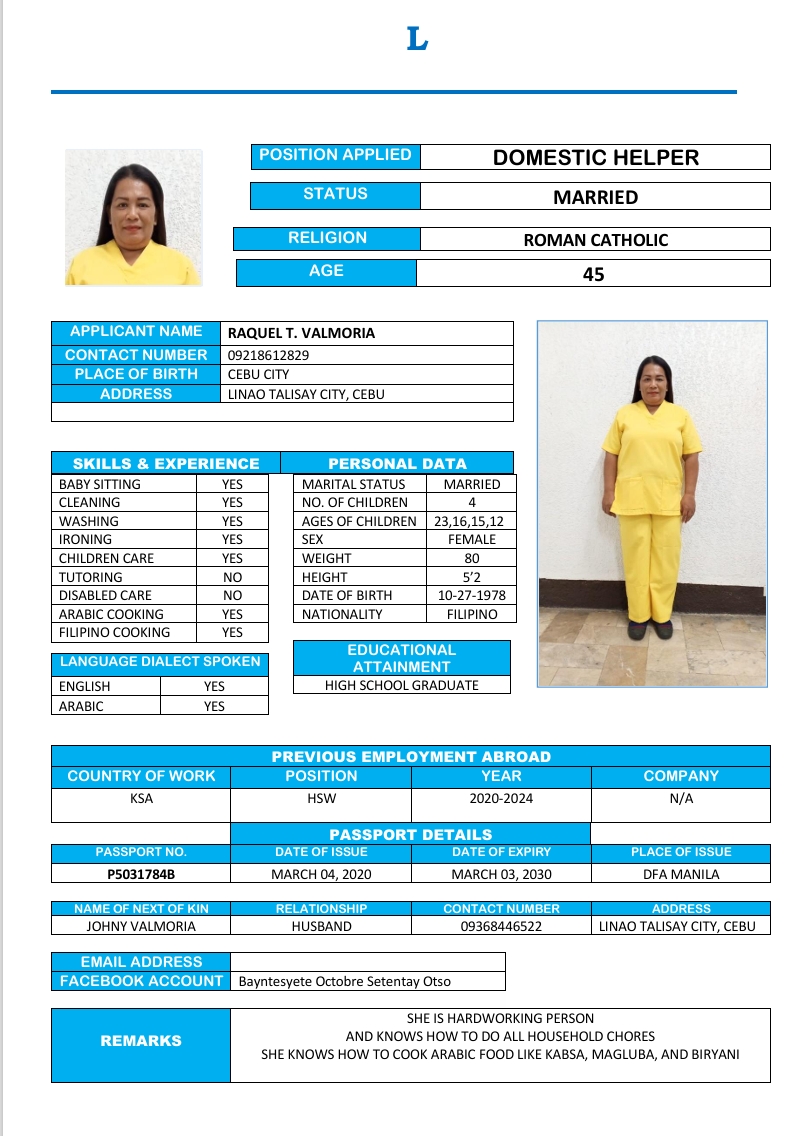 L
POSITION APPLIED DOMESTIC HELPER
STATUS MARRIED
RELIGION ROMAN CATHOLIC
AGE 45
APPLICANT NAME RAQUEL T. VALMORIA
CONTACT NUMBER 09218612829
PLACE OF BIRTH CEBU CITY
ADDRESS LINAO TALISAY CITY, CEBU
SKILLS & EXPERIENCE PERSONAL DATA
BABY SITTING YES MARITAL STATUS MARRIED
CLEANING YES NO. OF CHILDREN 4
WASHING YES AGES OF CHILDREN 23,16,15,12
IRONING YES SEX FEMALE
CHILDREN CARE YES WEIGHT 80
TUTORING NO HEIGHT 5’2
DISABLED CARE NO DATE OF BIRTH 10-27-1978
ARABIC COOKING YES NATIONALITY FILIPINO
FILIPINO COOKING YES
LANGUAGE DIALECT SPOKEN
ENGLISH YES
ARABIC YES
EDUCATIONAL
ATTAINMENT
HIGH SCHOOL GRADUATE
PREVIOUS EMPLOYMENT ABROAD
COUNTRY OF WORK POSITION YEAR COMPANY
KSA HSW 2020-2024 N/A
PASSPORT DETAILS
PASSPORT NO. DATE OF ISSUE DATE OF EXPIRY PLACE OF ISSUE
P5031784B MARCH 04, 2020 MARCH 03, 2030 DFA MANILA
NAME OF NEXT OF KIN RELATIONSHIP CONTACT NUMBER ADDRESS
JOHNY VALMORIA HUSBAND 09368446522 LINAO TALISAY CITY, CEBU
EMAIL ADDRESS
FACEBOOK ACCOUNT Bayntesyete Octobre Setentay Otso
REMARKS
SHE IS HARDWORKING PERSON
AND KNOWS HOW TO DO ALL HOUSEHOLD CHORES
SHE KNOWS HOW TO COOK ARABIC FOOD LIKE KABSA, MAGLUBA, AND BIRYANI